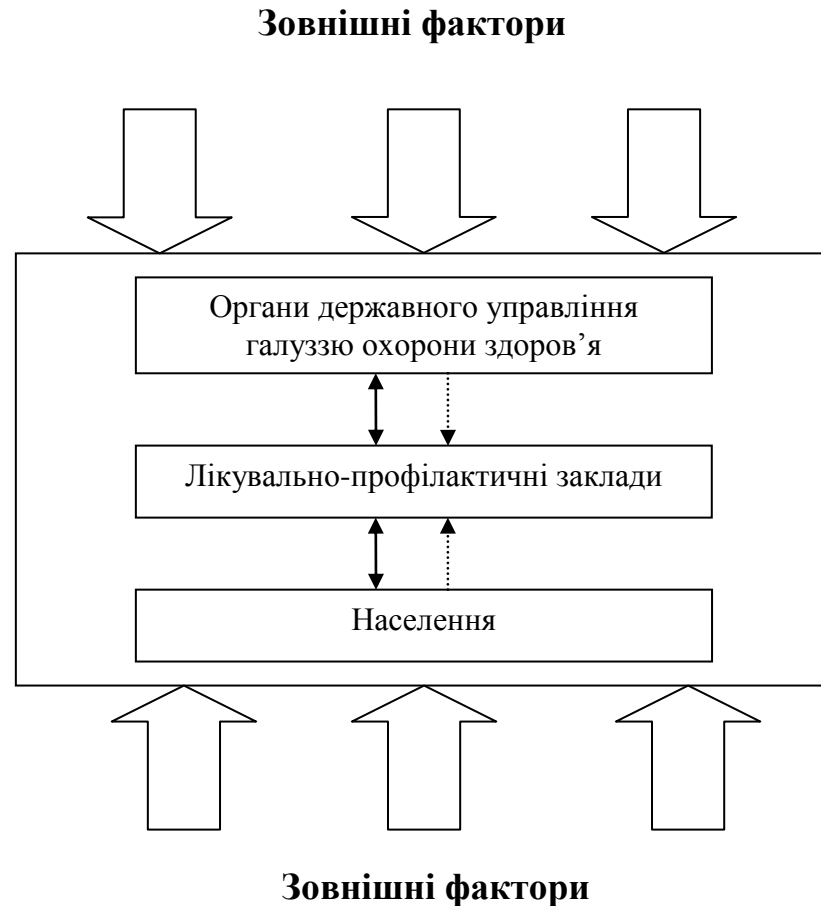 Зовнішні фактори
Органи державного управління
галуззю охорони здоров’я
Лікувально-профілактичні заклади
Населення
Зовнішні фактори